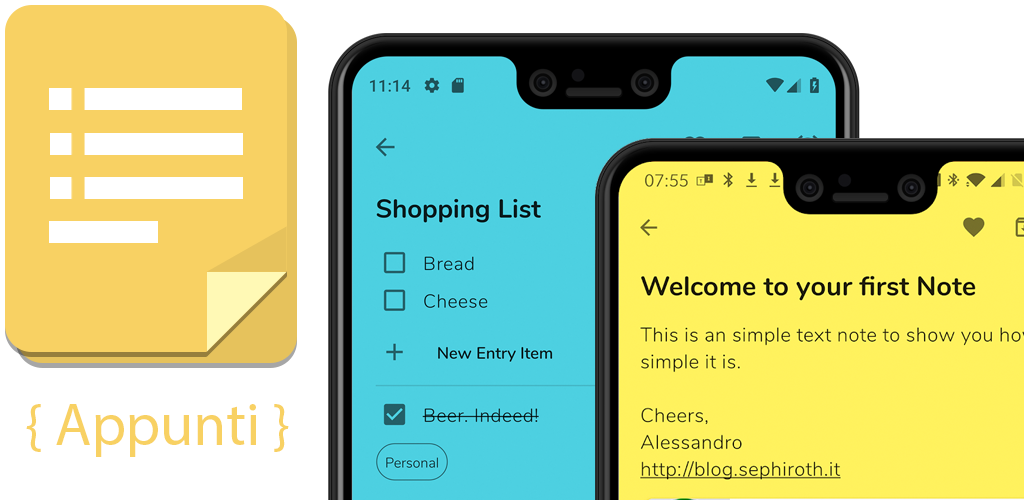 { Appunti }
11:14
Shopping List
Bread
Cheese
New Entry Item
Beer. Indeed!
Personal
07:55
Welcome to your first Note
This is an simple text note to show you how
simple it is.
Cheers,
Alessandro
http://blog.sephiroth.it